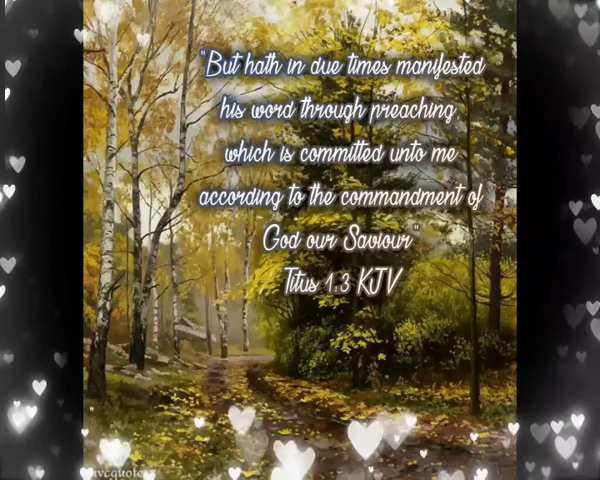 "But hath in due times manifested
his word through preaching,
which is committed unto me
according to the commandment of
God our Saviour"
Titus 1:3 KJV